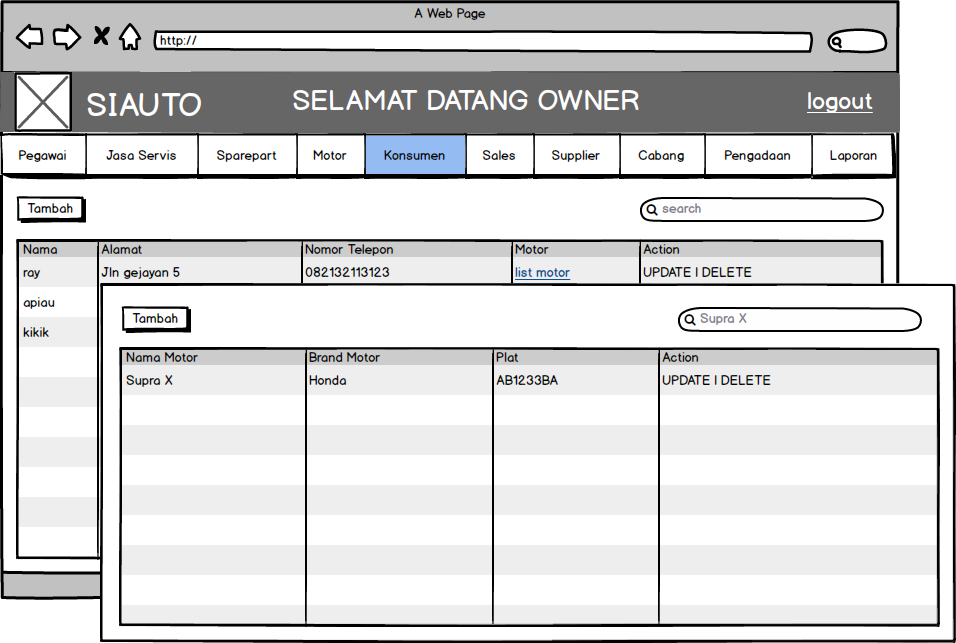 A Web Page
http://
SIAUTO SELAMAT DATANG OWNER logout
Pegawai Jasa Servis Sparepart Motor Konsumen Sales Supplier Cabang Pengadaan Laporan
Tambah search
Nama Alamat Nomor Telepon Motor Action
ray Jln gejayan 5 082132113123 list motor UPDATE | DELETE
apiau
kikik
Tambah Supra X
Nama Motor Brand Motor Plat Action
Supra X Honda AB1233BA UPDATE | DELETE